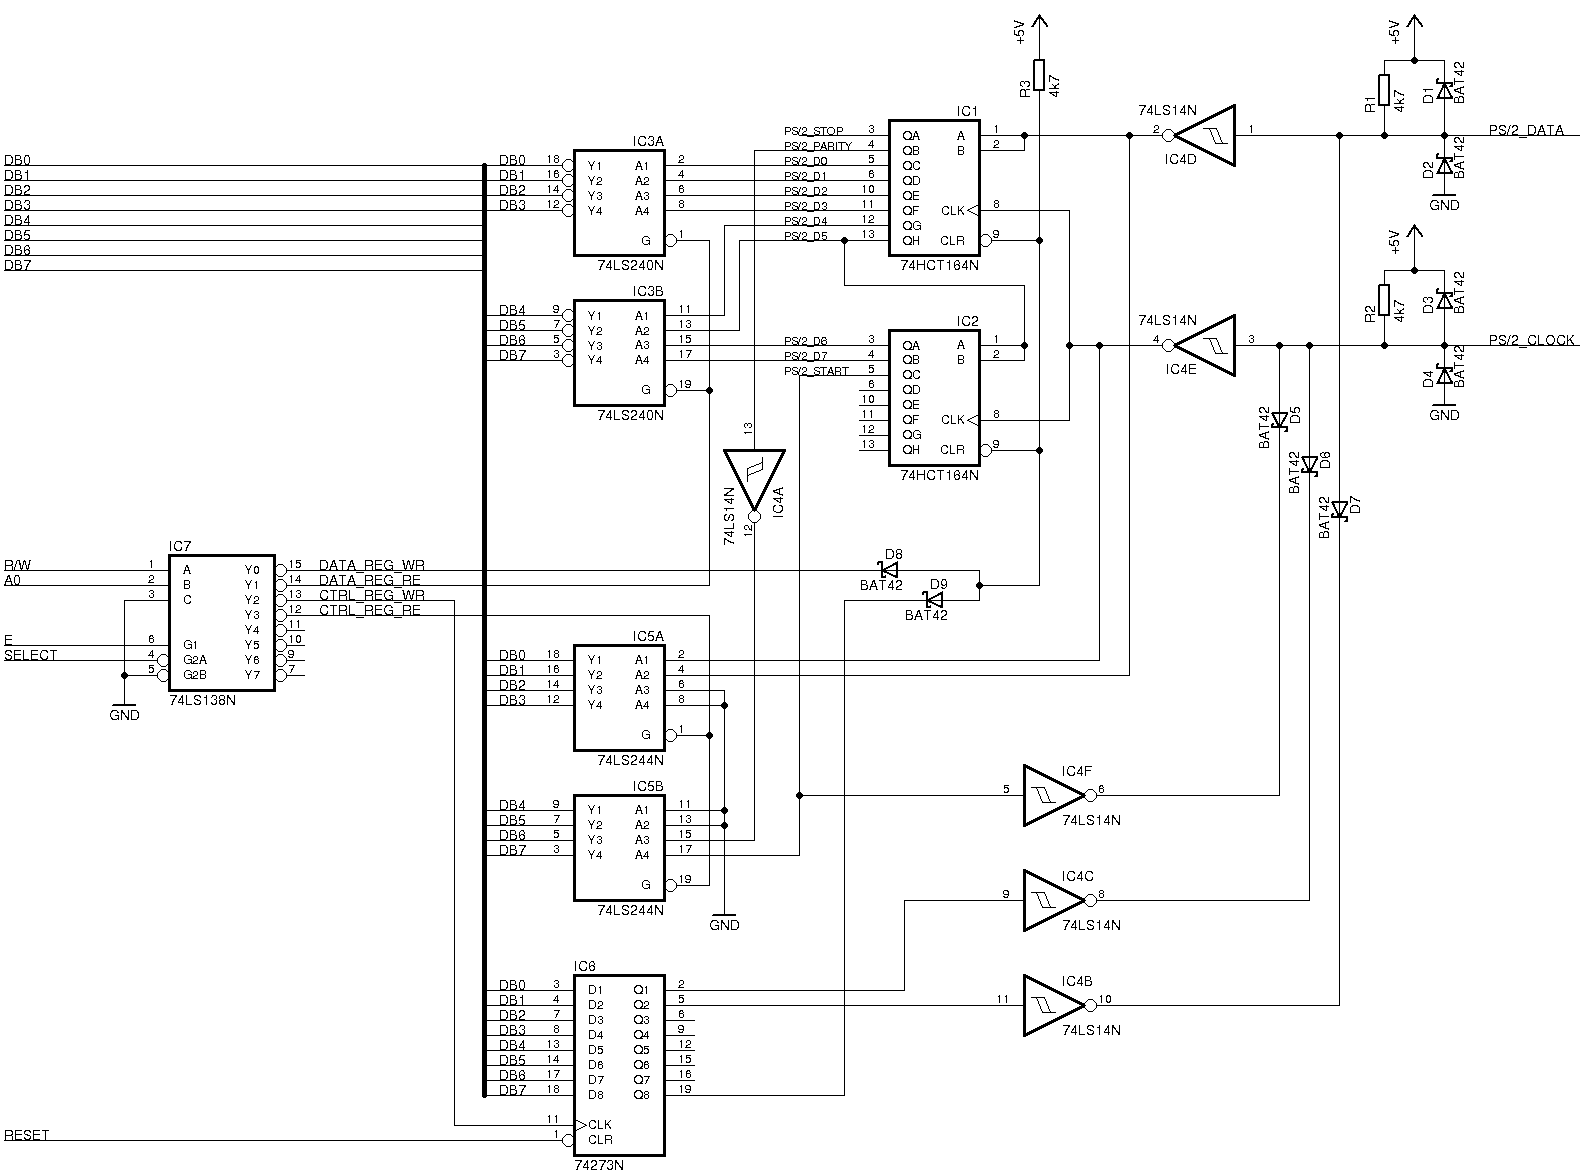 +5V
R3
4k7
+5V
R1
4k7
D1
BAT42
D2
BAT42
GND
PS/2_DATA
74LS14N
2
1
IC4D
IC1
PS/2_STOP 3 QA A 1
PS/2_PARITY 4 QB B 2
PS/2_D0 5 QC
PS/2_D1 6 QD
PS/2_D2 10 QE
PS/2_D3 11 QF CLK 8
PS/2_D4 12 QG
PS/2_D5 13 QH CLR 9
74HCT164N
IC3A
DB0 DB0 18 Y1 A1 2
DB1 DB1 16 Y2 A2 4
DB2 DB2 14 Y3 A3 6
DB3 DB3 12 Y4 A4 8
DB4
DB5 G 1
DB6
DB7
74LS240N
IC3B
DB4 9 Y1 A1 11
DB5 7 Y2 A2 13
DB6 5 Y3 A3 15
DB7 3 Y4 A4 17
G 19
74LS240N
IC2
PS/2_D6 3 QA A 1
PS/2_D7 4 QB B 2
PS/2_START 5 QC
6 QD
10 QE
11 QF CLK 8
12 QG
13 QH CLR 9
74HCT164N
+5V
R2
4k7
D3
BAT42
D4
BAT42
GND
PS/2_CLOCK
74LS14N
4
3
IC4E
BAT42
D5
BAT42
D6
BAT42
D7
13
74LS14N
IC4A
12
D8
BAT42
D9
BAT42
IC7
R/W 1 A Y0 15 DATA_REG_WR
A0 2 B Y1 14 DATA_REG_RE
3 C Y2 13 CTRL_REG_WR
Y3 12 CTRL_REG_RE
Y4 11
E 6 G1 Y5 10
SELECT 4 G2A Y6 9
5 G2B Y7 7
74LS138N
GND
IC5A
DB0 18 Y1 A1 2
DB1 16 Y2 A2 4
DB2 14 Y3 A3 6
DB3 12 Y4 A4 8
G 1
74LS244N
IC5B
DB4 9 Y1 A1 11
DB5 7 Y2 A2 13
DB6 5 Y3 A3 15
DB7 3 Y4 A4 17
G 19
74LS244N
GND
IC4F
5
6
74LS14N
IC4C
9
8
74LS14N
IC4B
11
10
74LS14N
IC6
DB0 3 D1 Q1 2
DB1 4 D2 Q2 5
DB2 7 D3 Q3 6
DB3 8 D4 Q4 9
DB4 13 D5 Q5 12
DB5 14 D6 Q6 15
DB6 17 D7 Q7 16
DB7 18 D8 Q8 19
11 CLK
RESET 1 CLR
74273N